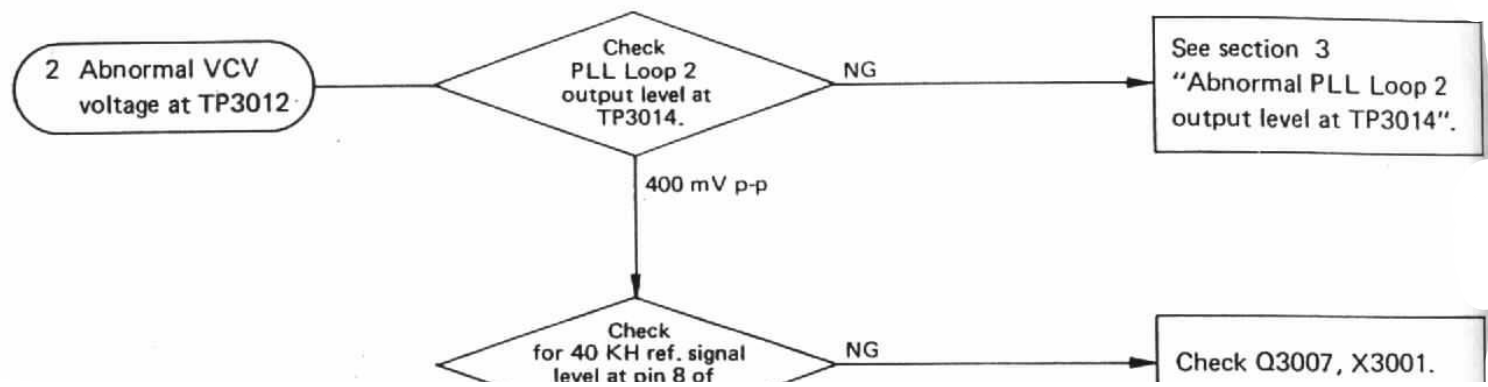 2 Abnormal VCV
voltage at TP3012
Check
PLL Loop 2
output level at
TP3014.
NG
See section 3
"Abnormal PLL Loop 2
output level at TP3014".
400 mV p-p
Check
for 40 KH ref. signal
level at pin 8 of
NG
Check Q3007, X3001.